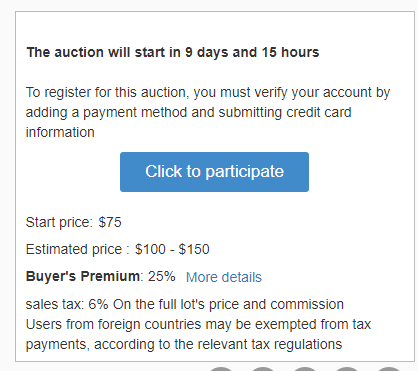 The auction will start in 9 days and 15 hours
To register for this auction, you must verify your account by
adding a payment method and submitting credit card
information
Click to participate
Start price: $75
Estimated price : $100 - $150
Buyer's Premium: 25% More details
sales tax: 6% On the full lot's price and commission
Users from foreign countries may be exempted from tax
payments, according to the relevant tax regulations